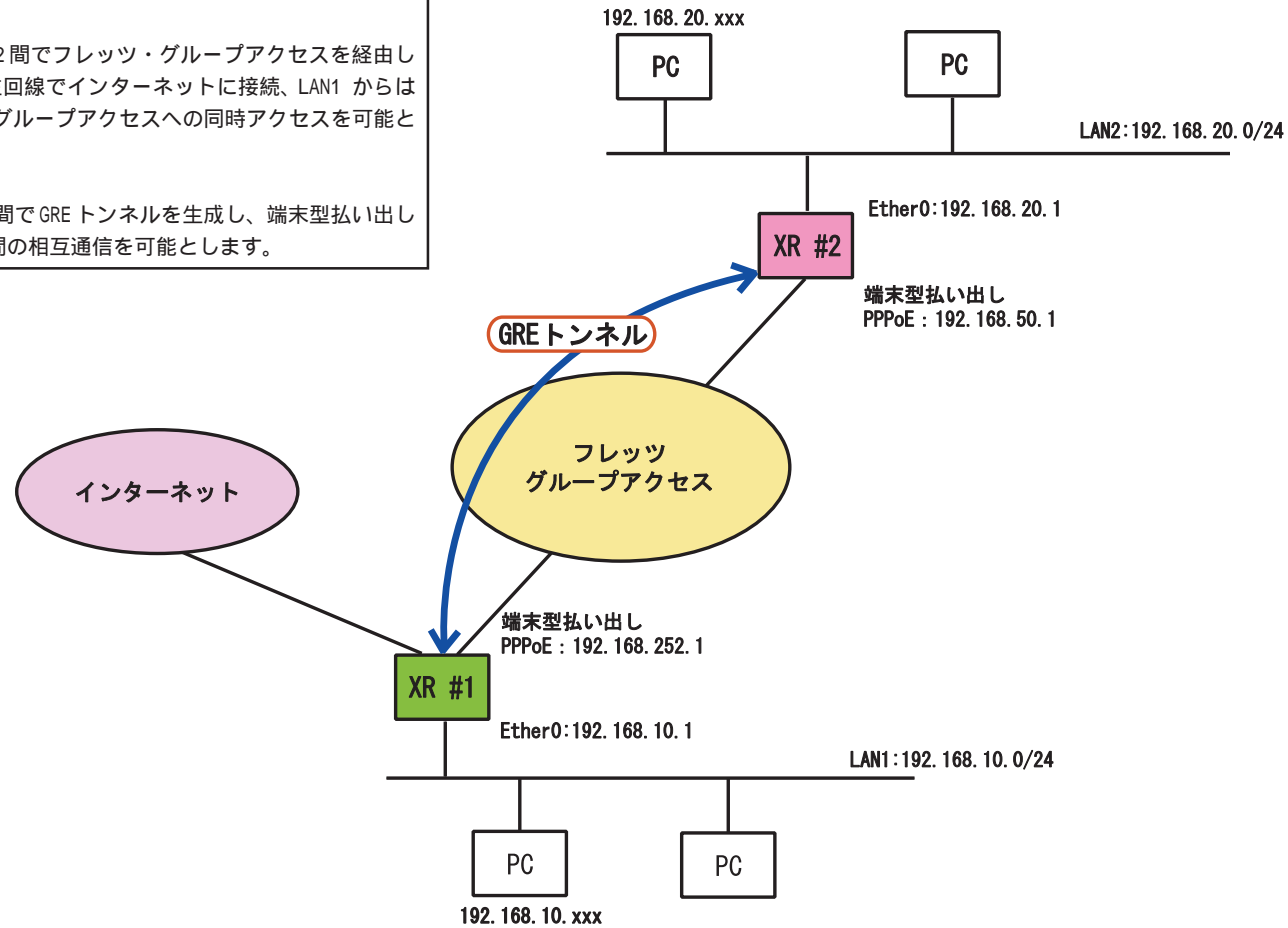 2間でフレッツ・グループアクセスを経由し
回線でインターネットに接続、LAN1 からは
グループアクセスへの同時アクセスを可能と
間でGREトンネルを生成し、端末型払い出し
の相互通信を可能とします。
192.168.20.xxx
PC
PC
LAN2:192.168.20.0/24
Ether0:192.168.20.1
XR #2
端末型払い出し
PPPoE：192.168.50.1
GREトンネル
フレッツ
グループアクセス
インターネット
端末型払い出し
PPPoE：192.168.252.1
XR #1
Ether0:192.168.10.1
LAN1:192.168.10.0/24
PC
PC
192.168.10.xxx